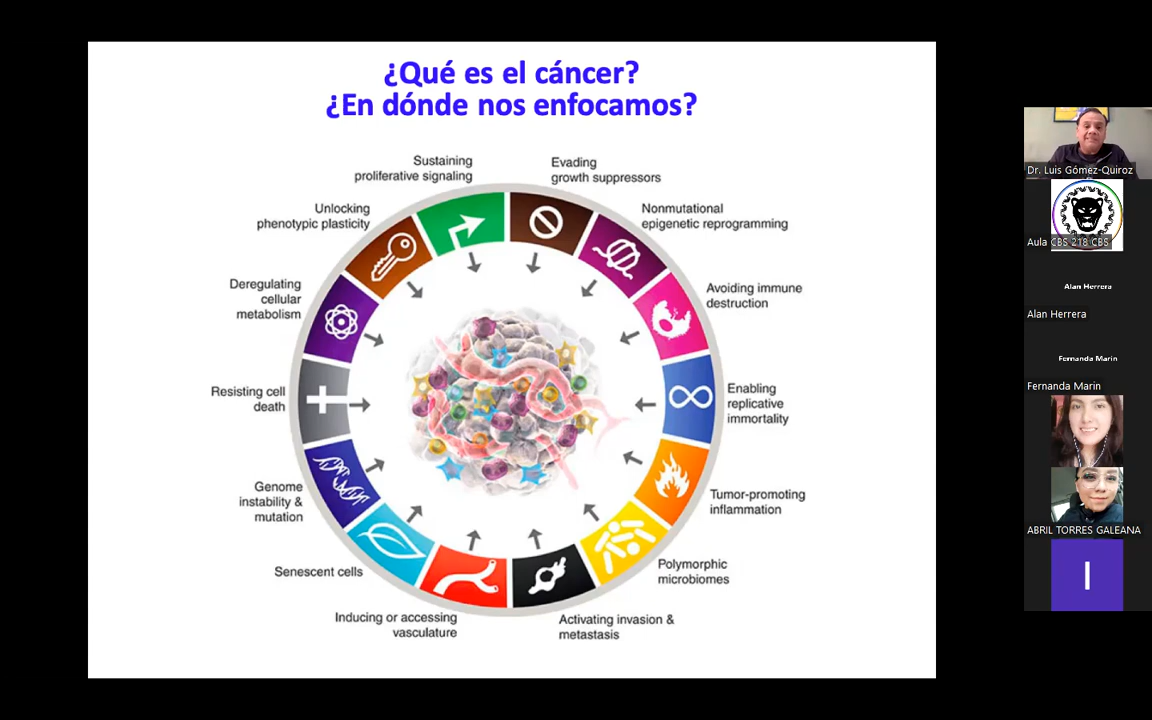 ¿Qué es el cáncer?
¿En dónde nos enfocamos?
Sustaining
proliferative signaling
Evading
growth suppressors
Unlocking
phenotypic plasticity
Nonmutational
epigenetic reprogramming
Deregulating
cellular
metabolism
Avoiding immune
destruction
Resisting cell
death
Enabling
replicative
immortality
Genome
instability &
mutation
Tumor-promoting
inflammation
Senescent cells
Polymorphic
microbiomes
Inducing or accessing
vasculature
Activating invasion &
metastasis
Dr. Luis Gómez-Quiroz
Aula CBS 218 CBS
Alan Herrera
Alan Herrera
Fernanda Marin
Fernanda Marin
ABRIL TORRES GALEANA
I